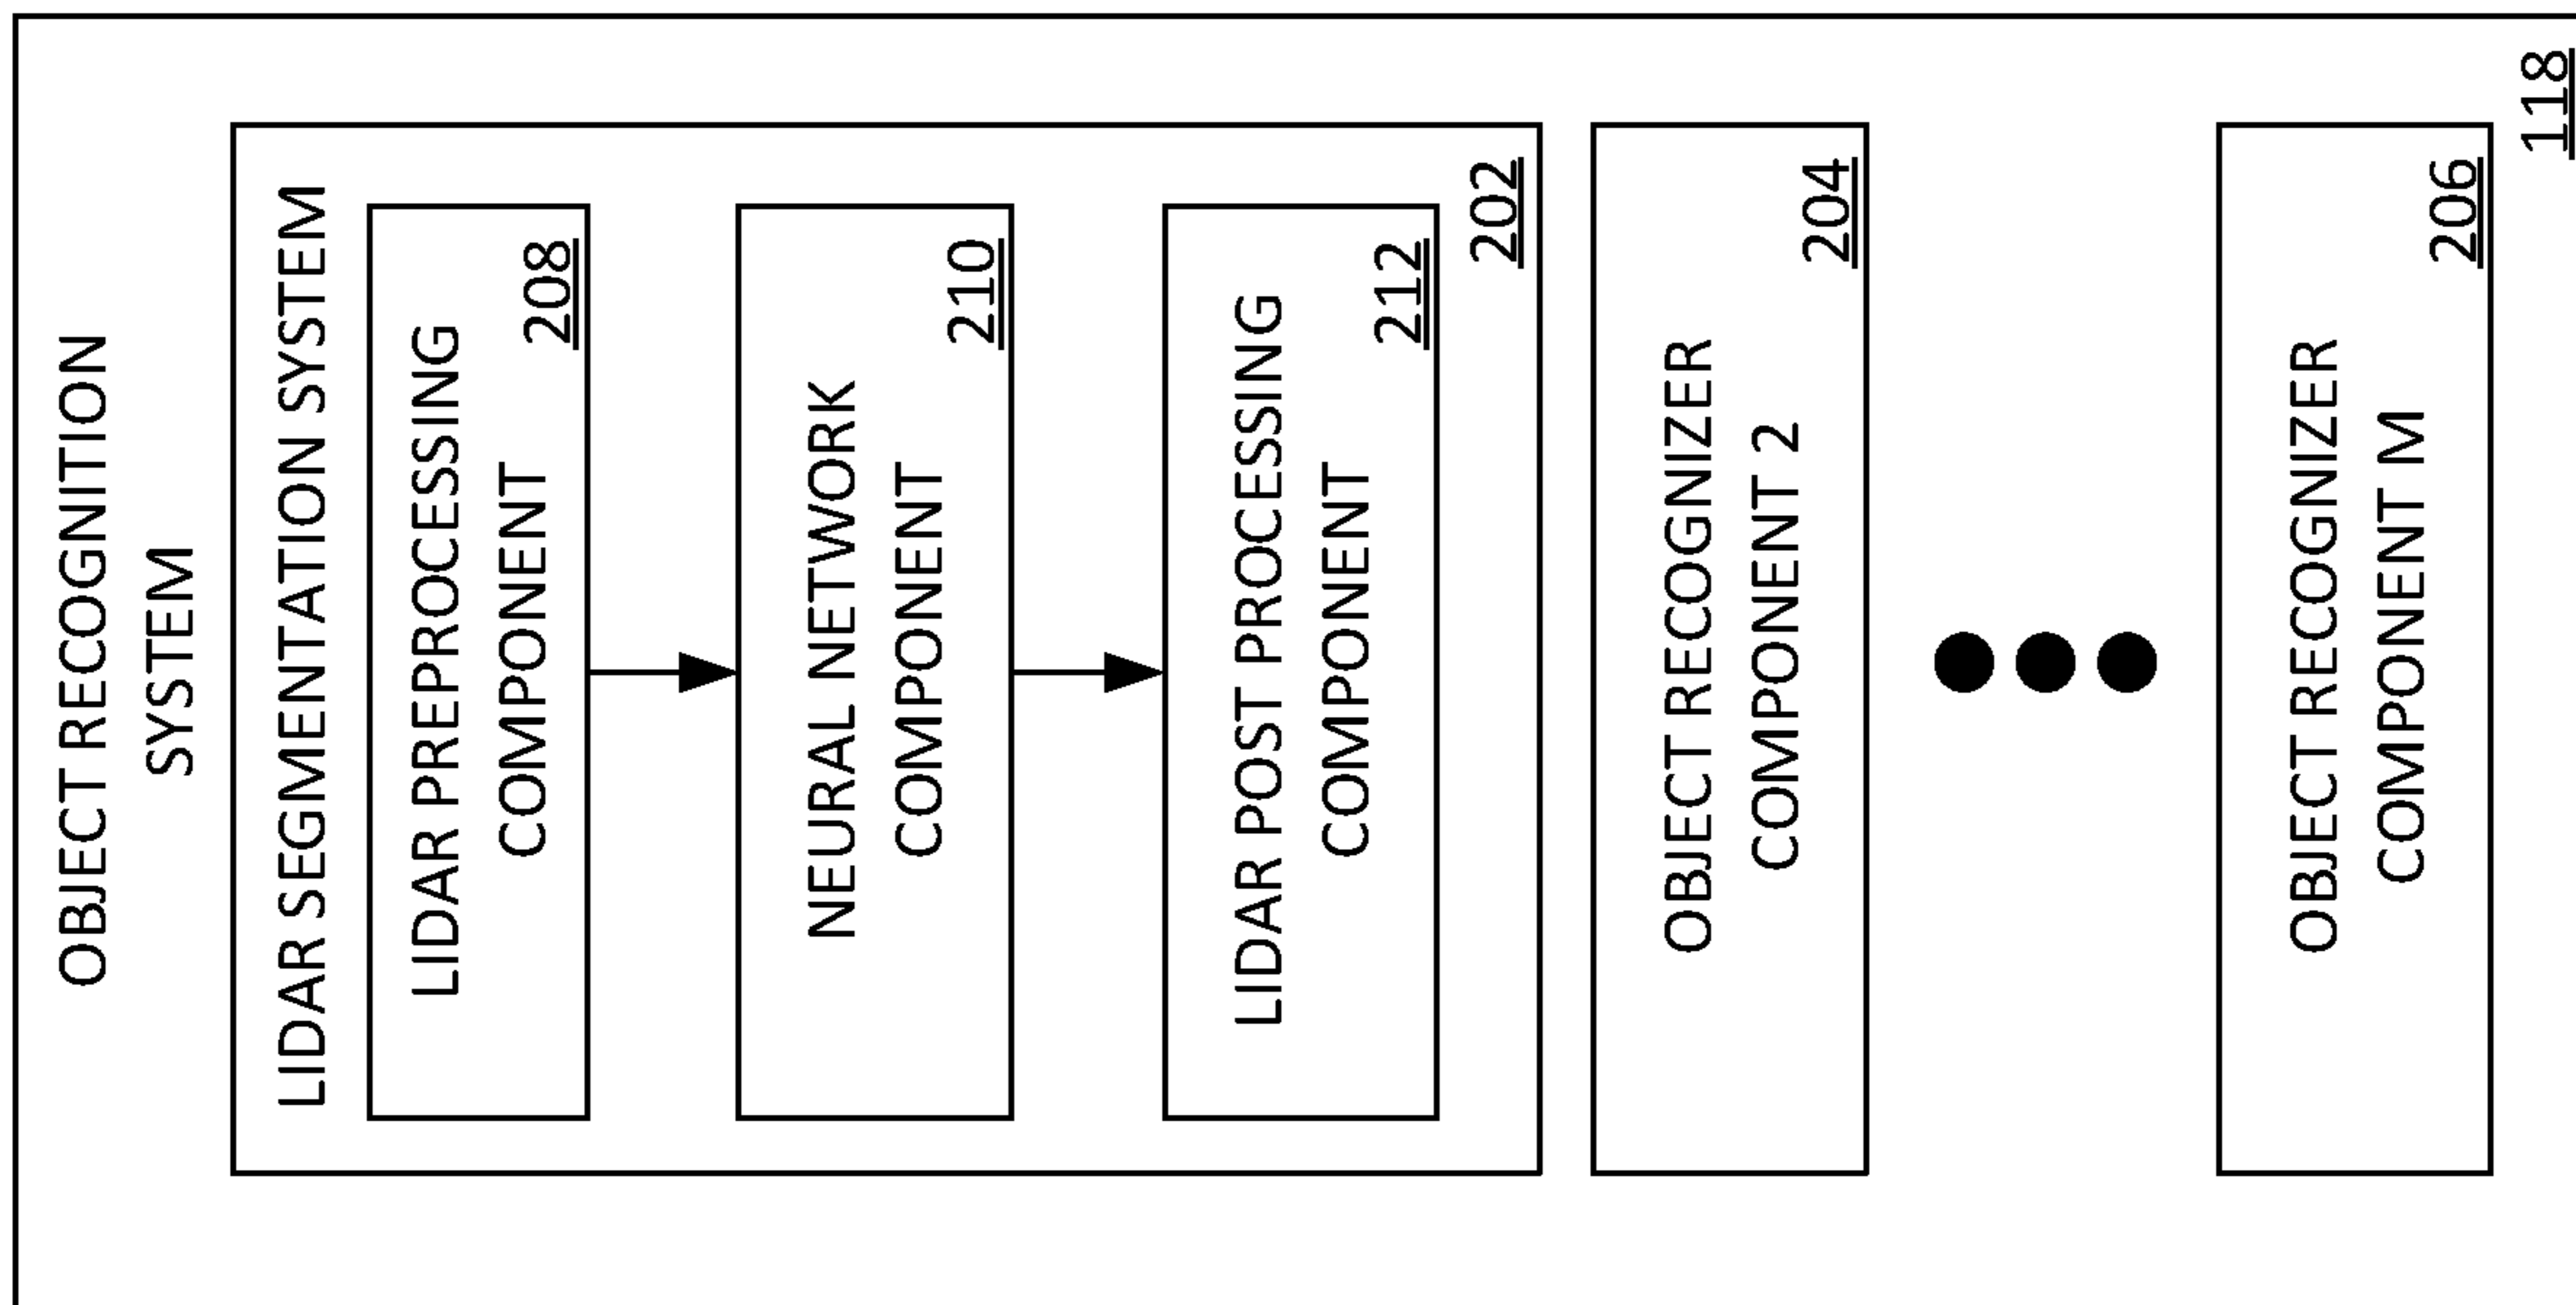 OBJECT RECOGNITION
SYSTEM
LIDAR SEGMENTATION SYSTEM
LIDAR PREPROCESSING
COMPONENT
208
NEURAL NETWORK
COMPONENT
210
LIDAR POST PROCESSING
COMPONENT
212
202
OBJECT RECOGNIZER
COMPONENT 2
204
OBJECT RECOGNIZER
COMPONENT M
206
118